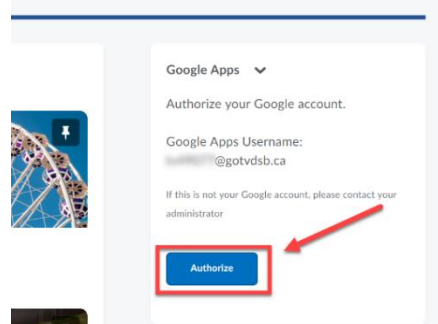 Google Apps
Authorize your Google account.
Google Apps Username:
@gotvdsb.ca
If this is not your Google account, please contact your
administrator
Authorize